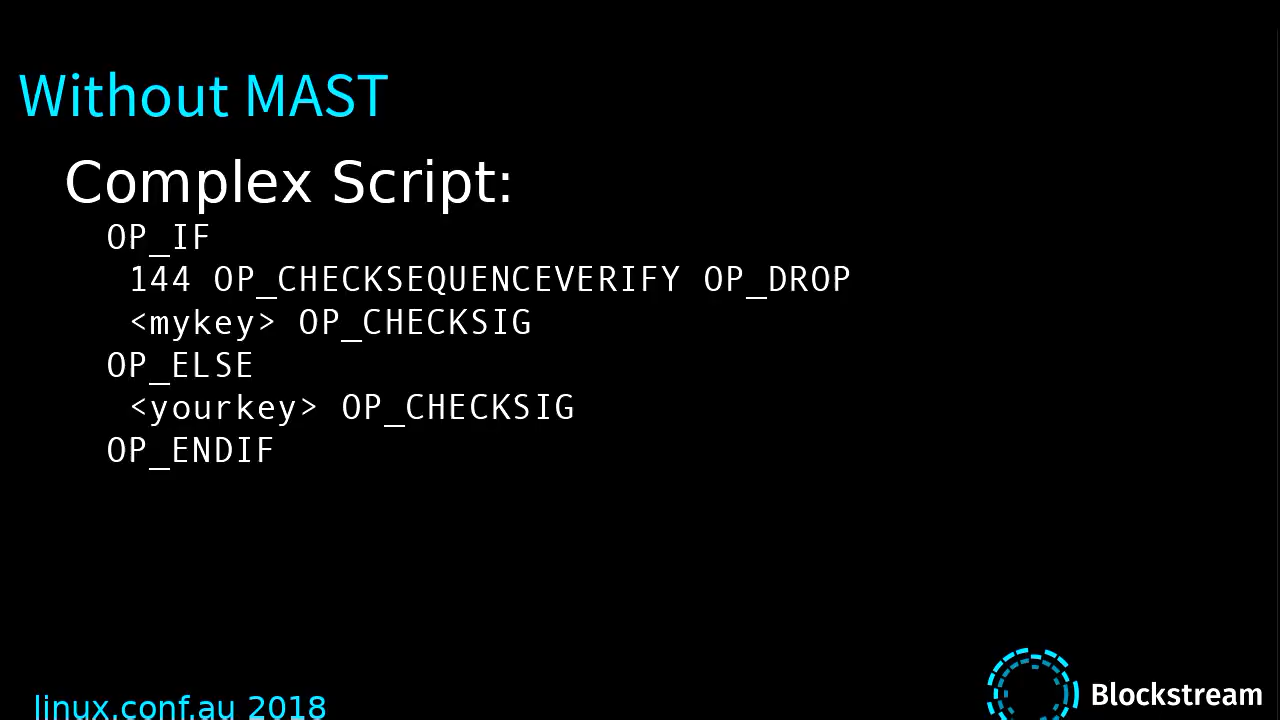 Without MAST
Complex Script:
OP_IF
144 OP_CHECKSEQUENCEVERIFY OP_DROP
<mykey> OP_CHECKSIG
OP_ELSE
<yourkey> OP_CHECKSIG
OP_ENDIF
linux.conf.au 2018
Blockstream